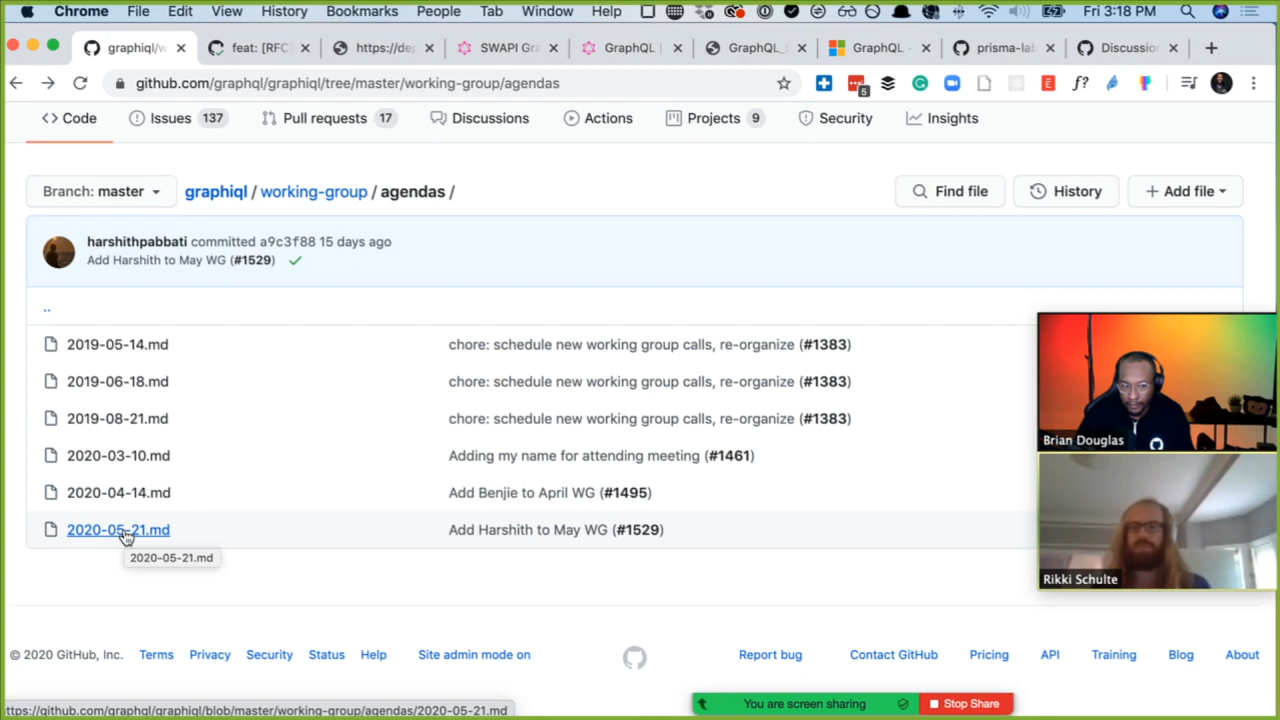 Chrome File Edit View History Bookmarks People Tab Window Help Fri 3:18 PM
graphiql/w feat: [RFC https://dep SWAPI Gra GraphQL | GraphQL_ GraphQL - prisma-lab Discussion
github.com/graphql/graphiql/tree/master/working-group/agendas
5
f?
Code Issues 137 Pull requests 17 Discussions Actions Projects 9 Security Insights
Branch: master graphiql / working-group / agendas / Find file History Add file
harshithpabbati committed a9c3f88 15 days ago
Add Harshith to May WG (#1529)
..
2019-05-14.md chore: schedule new working group calls, re-organize (#1383)
2019-06-18.md chore: schedule new working group calls, re-organize (#1383)
2019-08-21.md chore: schedule new working group calls, re-organize (#1383)
Brian Douglas
2020-03-10.md Adding my name for attending meeting (#1461)
2020-04-14.md Add Benjie to April WG (#1495)
2020-05-21.md Add Harshith to May WG (#1529)
2020-05-21.md
Rikki Schulte
© 2020 GitHub, Inc. Terms Privacy Security Status Help Site admin mode on Report bug Contact GitHub Pricing API Training Blog About
You are screen sharing Stop Share
ttps://github.com/graphql/graphiql/blob/master/working-group/agendas/2020-05-21.md